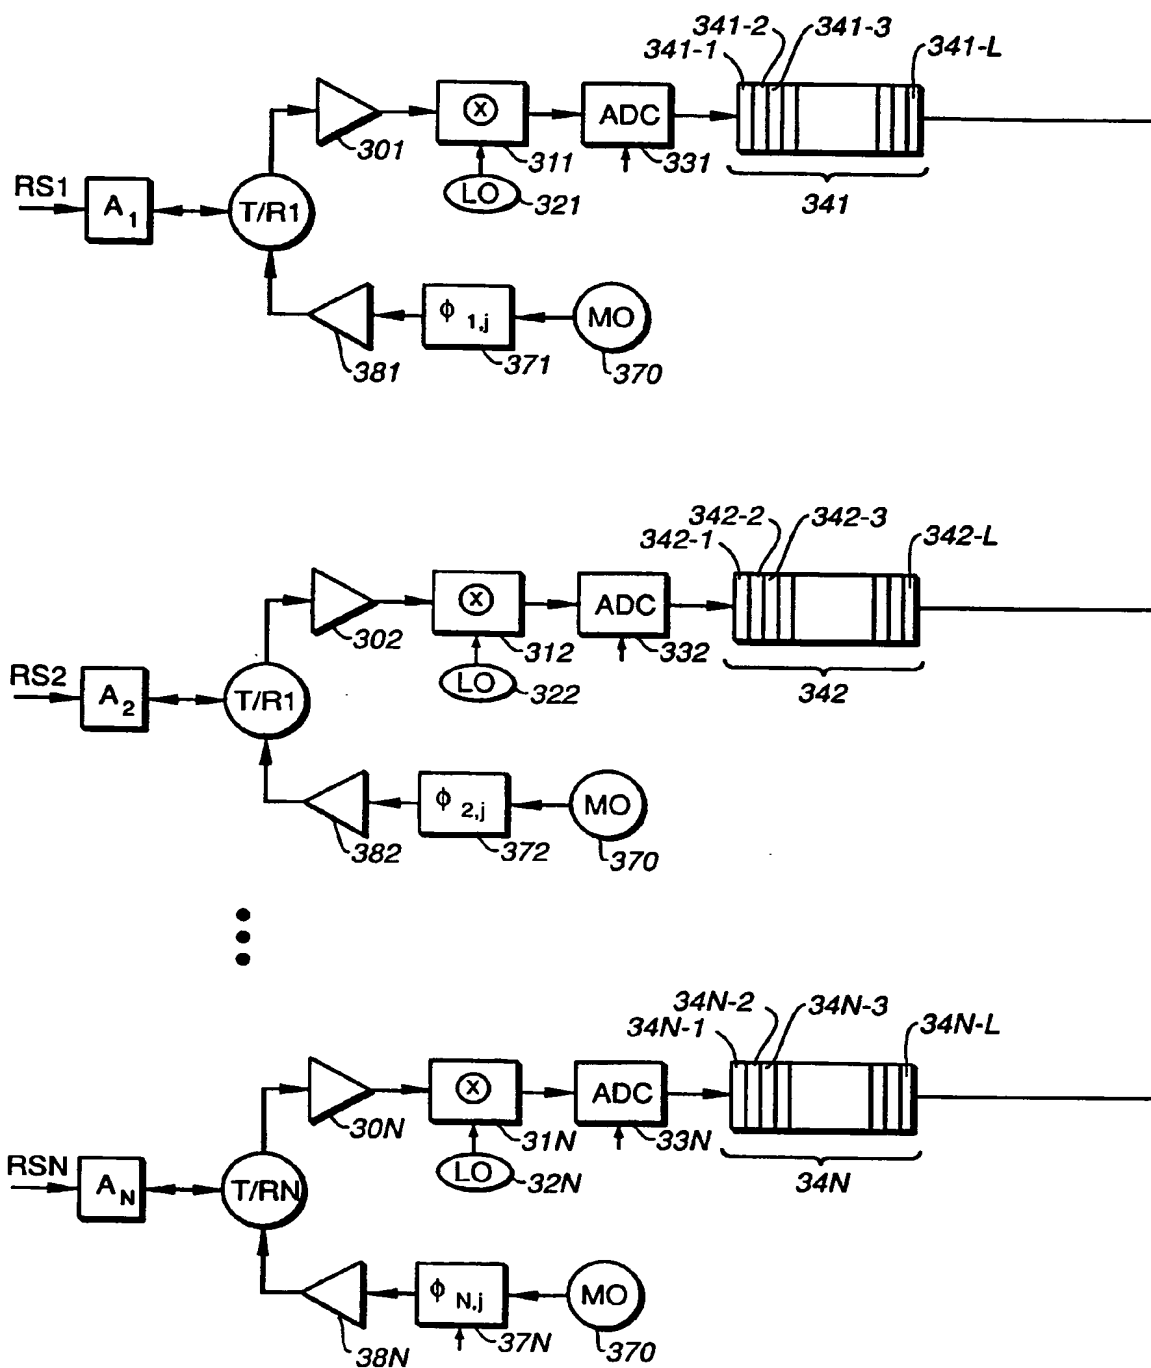 341-2
341-3
341-1
341-L
ⓧ
ADC
301
311
331
341
RS1
A1
T/R1
LO
321
ϕ 1,j
MO
381
371
370
342-2
342-3
342-1
342-L
ⓧ
ADC
302
312
332
342
RS2
A2
T/R1
LO
322
ϕ 2,j
MO
382
372
370
34N-2
34N-3
34N-1
34N-L
ⓧ
ADC
30N
31N
33N
34N
RSN
AN
T/RN
LO
32N
ϕ N,j
MO
38N
37N
370